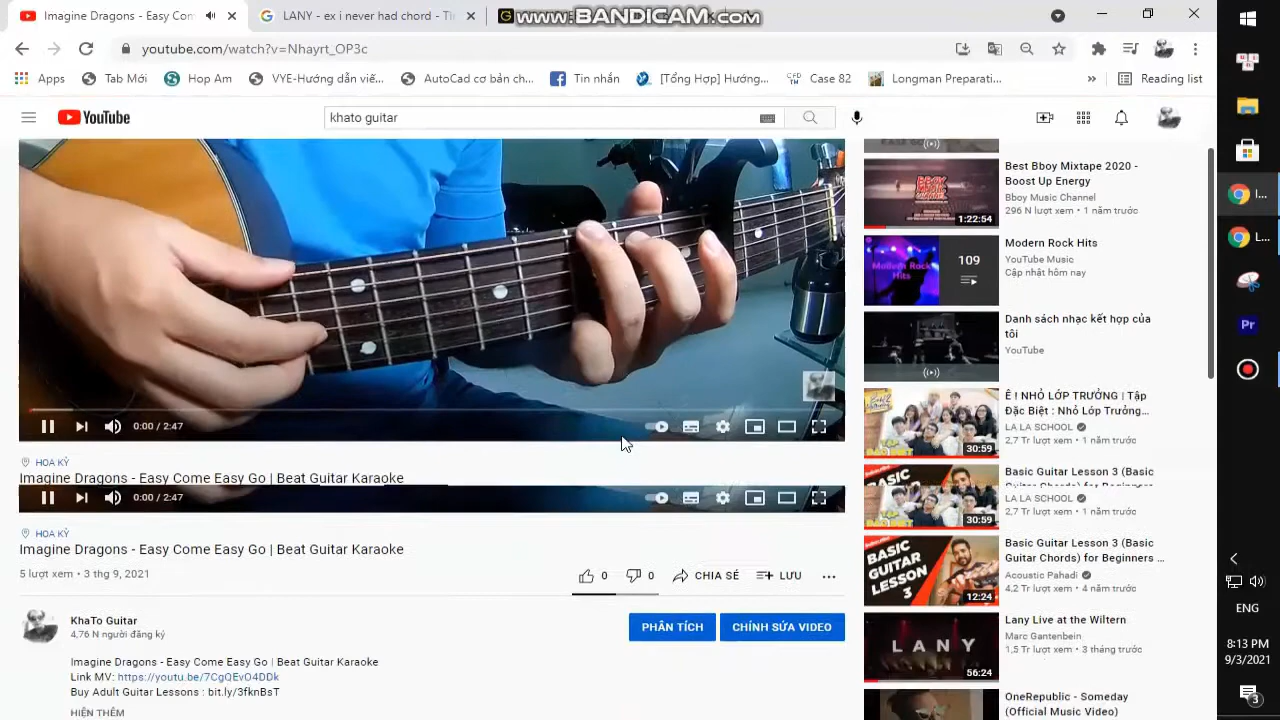 Imagine Dragons - Easy Com
LANY - ex i never had chord - Th
www.BANDICAM.com
youtube.com/watch?v=Nhayrt_OP3c
Apps
Tab Mới
Hop Am
VYE-Hướng dẫn viế...
AutoCad cơ bản ch...
Tin nhắn
[Tổng Hợp] Hướng...
Case 82
Longman Preparati...
»
Reading list
YouTube
khato guitar
0:00 / 2:47
HOA KỲ
Imagine Dragons - Easy Come Easy Go | Beat Guitar Karaoke
0:00 / 2:47
HOA KỲ
Imagine Dragons - Easy Come Easy Go | Beat Guitar Karaoke
5 lượt xem • 3 thg 9, 2021
0
0
CHIA SẺ
LƯU
KhaTo Guitar
4,76 N người đăng ký
PHÂN TÍCH
CHỈNH SỬA VIDEO
Imagine Dragons - Easy Come Easy Go | Beat Guitar Karaoke
Buy Adult Guitar Lessons : bit.ly/3fknBsT
HIỆN THÊM
1:22:54
Best Bboy Mixtape 2020 -
Boost Up Energy
Bboy Music Channel
296 N lượt xem • 1 năm trước
Modern Rock
Hits
109
Modern Rock Hits
YouTube Music
Cập nhật hôm nay
Danh sách nhạc kết hợp của
tôi
YouTube
30:59
Ê ! NHỎ LỚP TRƯỞNG | Tập
Đặc Biệt : Nhỏ Lớp Trưởng...
LA LA SCHOOL
2,7 Tr lượt xem • 1 năm trước
Basic Guitar Lesson 3 (Basic
30:59
LA LA SCHOOL
2,7 Tr lượt xem • 1 năm trước
BASIC
GUITAR
LESSON
3
12:24
Basic Guitar Lesson 3 (Basic
Guitar Chords) for Beginners ...
Acoustic Pahadi
4,2 Tr lượt xem • 4 năm trước
LANY
56:24
Lany Live at the Wiltern
Marc Gantenbein
1,5 Tr lượt xem • 3 tháng trước
OneRepublic - Someday
(Official Music Video)
I...
L...
Pr
ENG
8:13 PM
9/3/2021
3